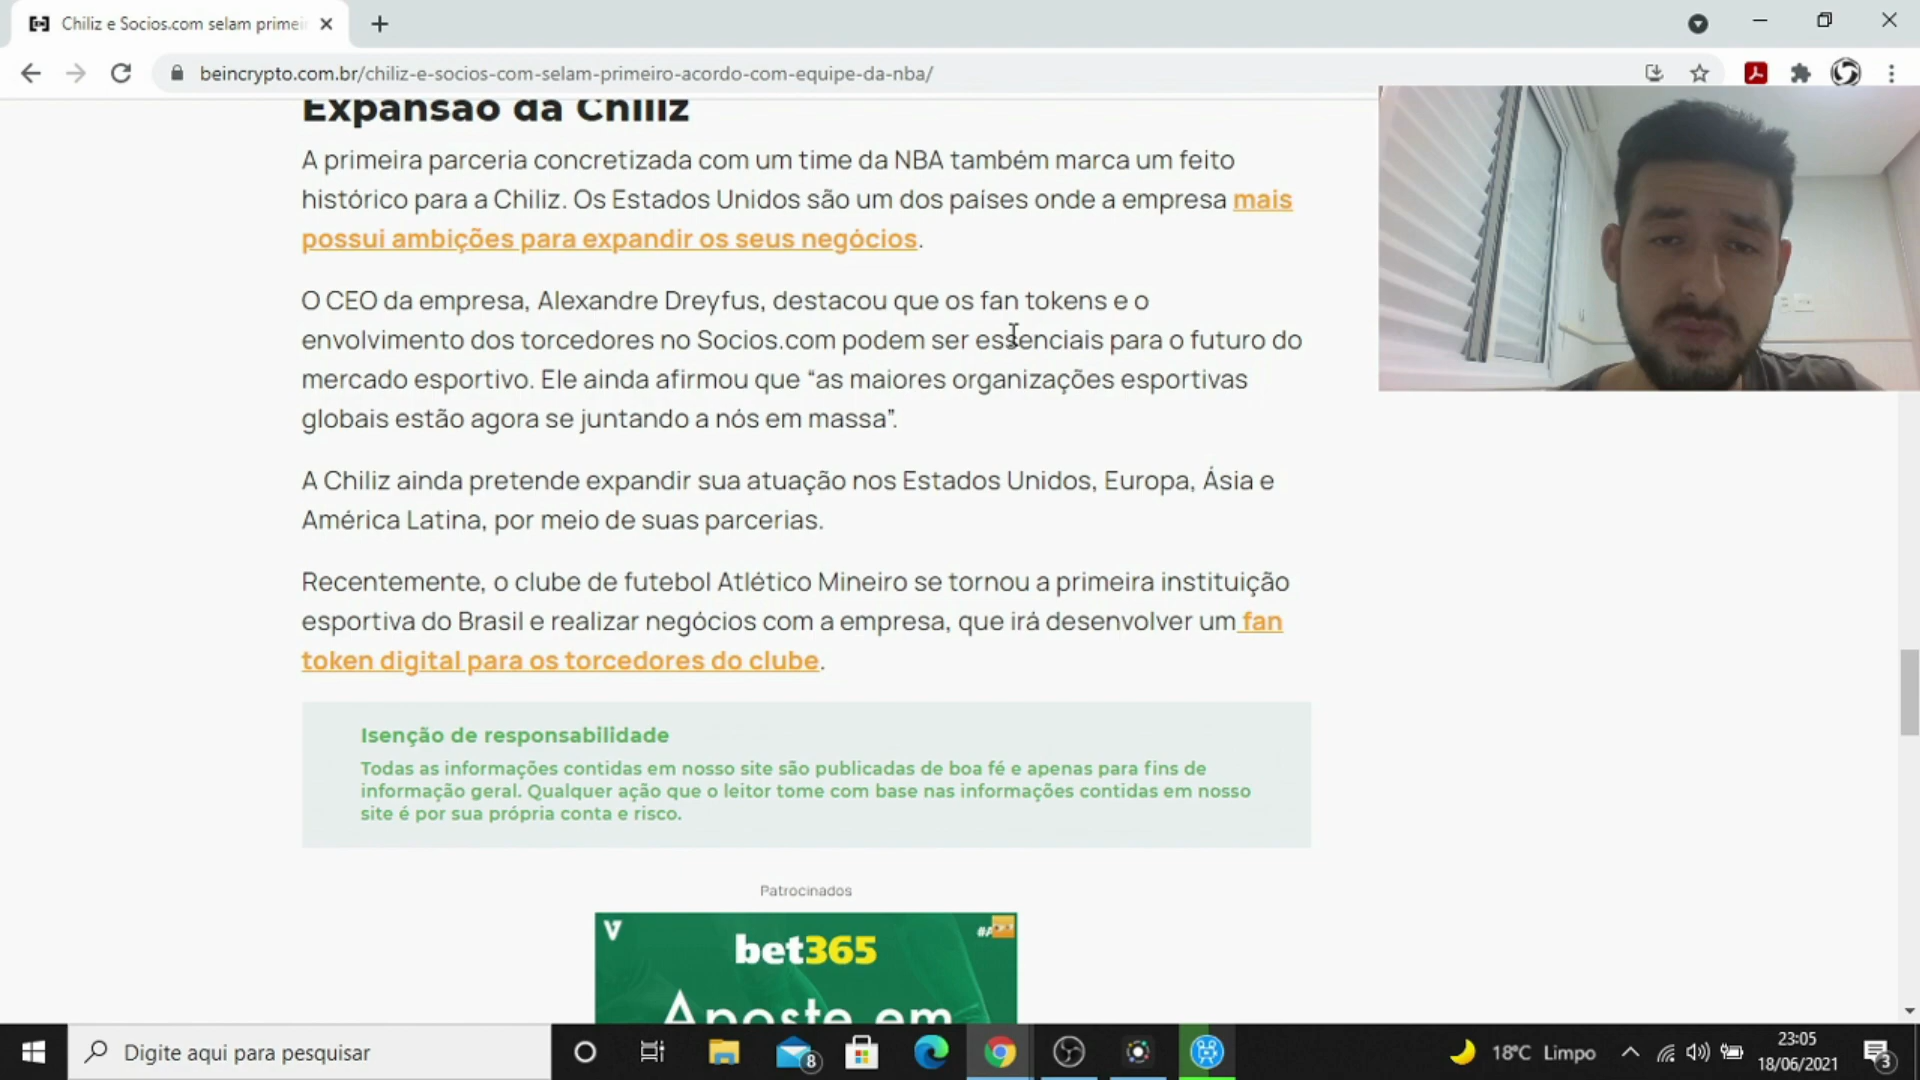 Chiliz e Socios.com selam primei
beincrypto.com.br/chiliz-e-socios-com-selam-primeiro-acordo-com-equipe-da-nba/
Expansão da Chiliz
A primeira parceria concretizada com um time da NBA também marca um feito
histórico para a Chiliz. Os Estados Unidos são um dos países onde a empresa mais
possui ambições para expandir os seus negócios.
O CEO da empresa, Alexandre Dreyfus, destacou que os fan tokens e o
envolvimento dos torcedores no Socios.com podem ser essenciais para o futuro do
mercado esportivo. Ele ainda afirmou que “as maiores organizações esportivas
globais estão agora se juntando a nós em massa”.
A Chiliz ainda pretende expandir sua atuação nos Estados Unidos, Europa, Ásia e
América Latina, por meio de suas parcerias.
Recentemente, o clube de futebol Atlético Mineiro se tornou a primeira instituição
esportiva do Brasil e realizar negócios com a empresa, que irá desenvolver um fan
token digital para os torcedores do clube.
Isenção de responsabilidade
Todas as informações contidas em nosso site são publicadas de boa fé e apenas para fins de
informação geral. Qualquer ação que o leitor tome com base nas informações contidas em nosso
site é por sua própria conta e risco.
Patrocinados
V
bet365
Aposte em
Digite aqui para pesquisar
8
18°C Limpo
23:05
18/06/2021
3